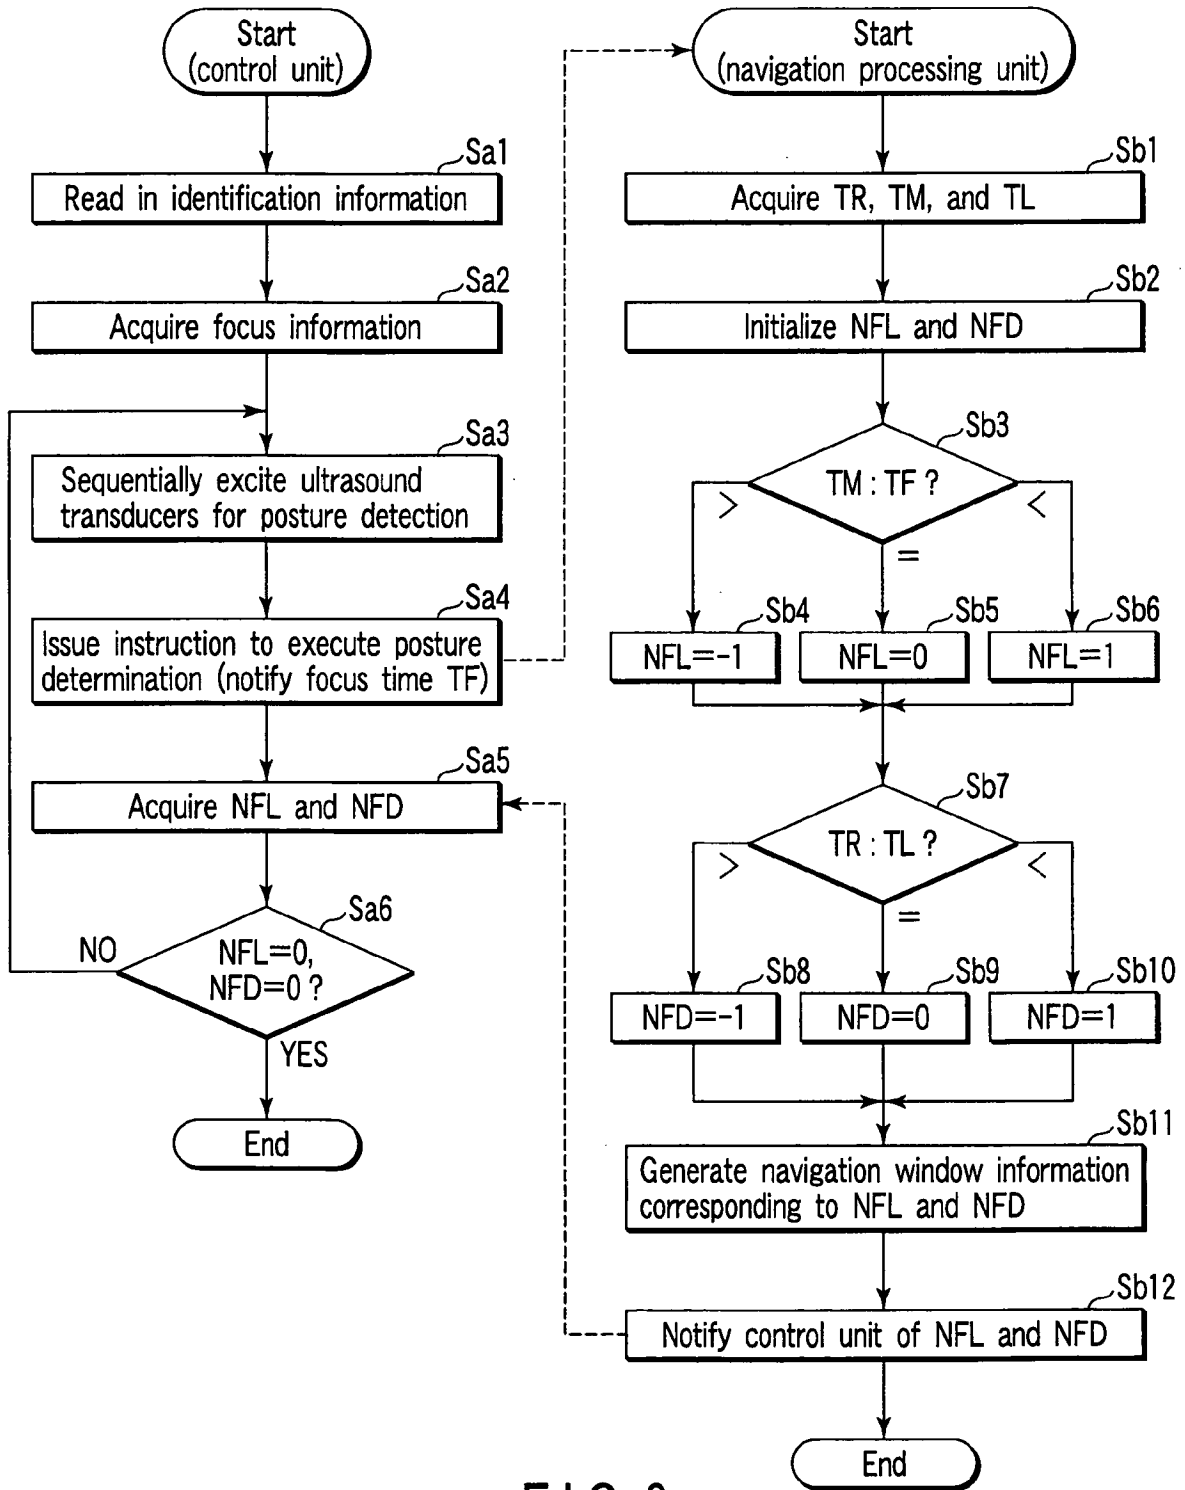 Start
(control unit)
Sa1
Read in identification information
Sa2
Acquire focus information
Sa3
Sequentially excite ultrasound
transducers for posture detection
Sa4
Issue instruction to execute posture
determination (notify focus time TF)
Sa5
Acquire NFL and NFD
Sa6
NFL=0,
NFD=0 ?
NO
YES
End
Start
(navigation processing unit)
Sb1
Acquire TR, TM, and TL
Sb2
Initialize NFL and NFD
Sb3
TM : TF ?
> = <
Sb4 Sb5 Sb6
NFL=-1 NFL=0 NFL=1
Sb7
TR : TL ?
> = <
Sb8 Sb9 Sb10
NFD=-1 NFD=0 NFD=1
Sb11
Generate navigation window information
corresponding to NFL and NFD
Sb12
Notify control unit of NFL and NFD
End